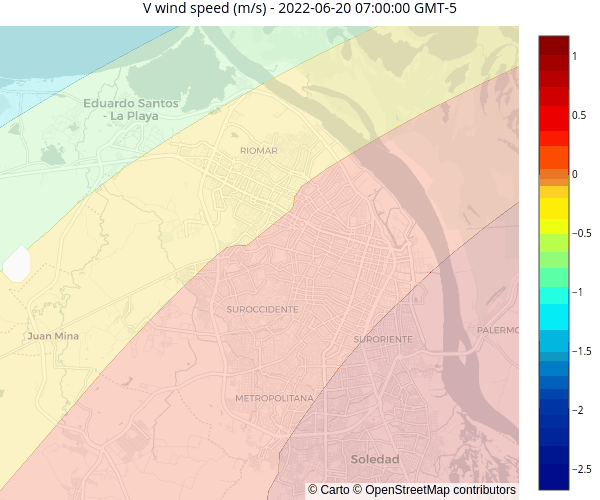 V wind speed (m/s) - 2022-06-20 07:00:00 GMT-5
Eduardo Santos
- La Playa
RIOMAR
SUROCCIDENTE
Juan Mina
SURORIENTE
PALERMO
METROPOLITANA
Soledad
© Carto © OpenStreetMap contributors
1
0.5
0
−0.5
−1
−1.5
−2
−2.5